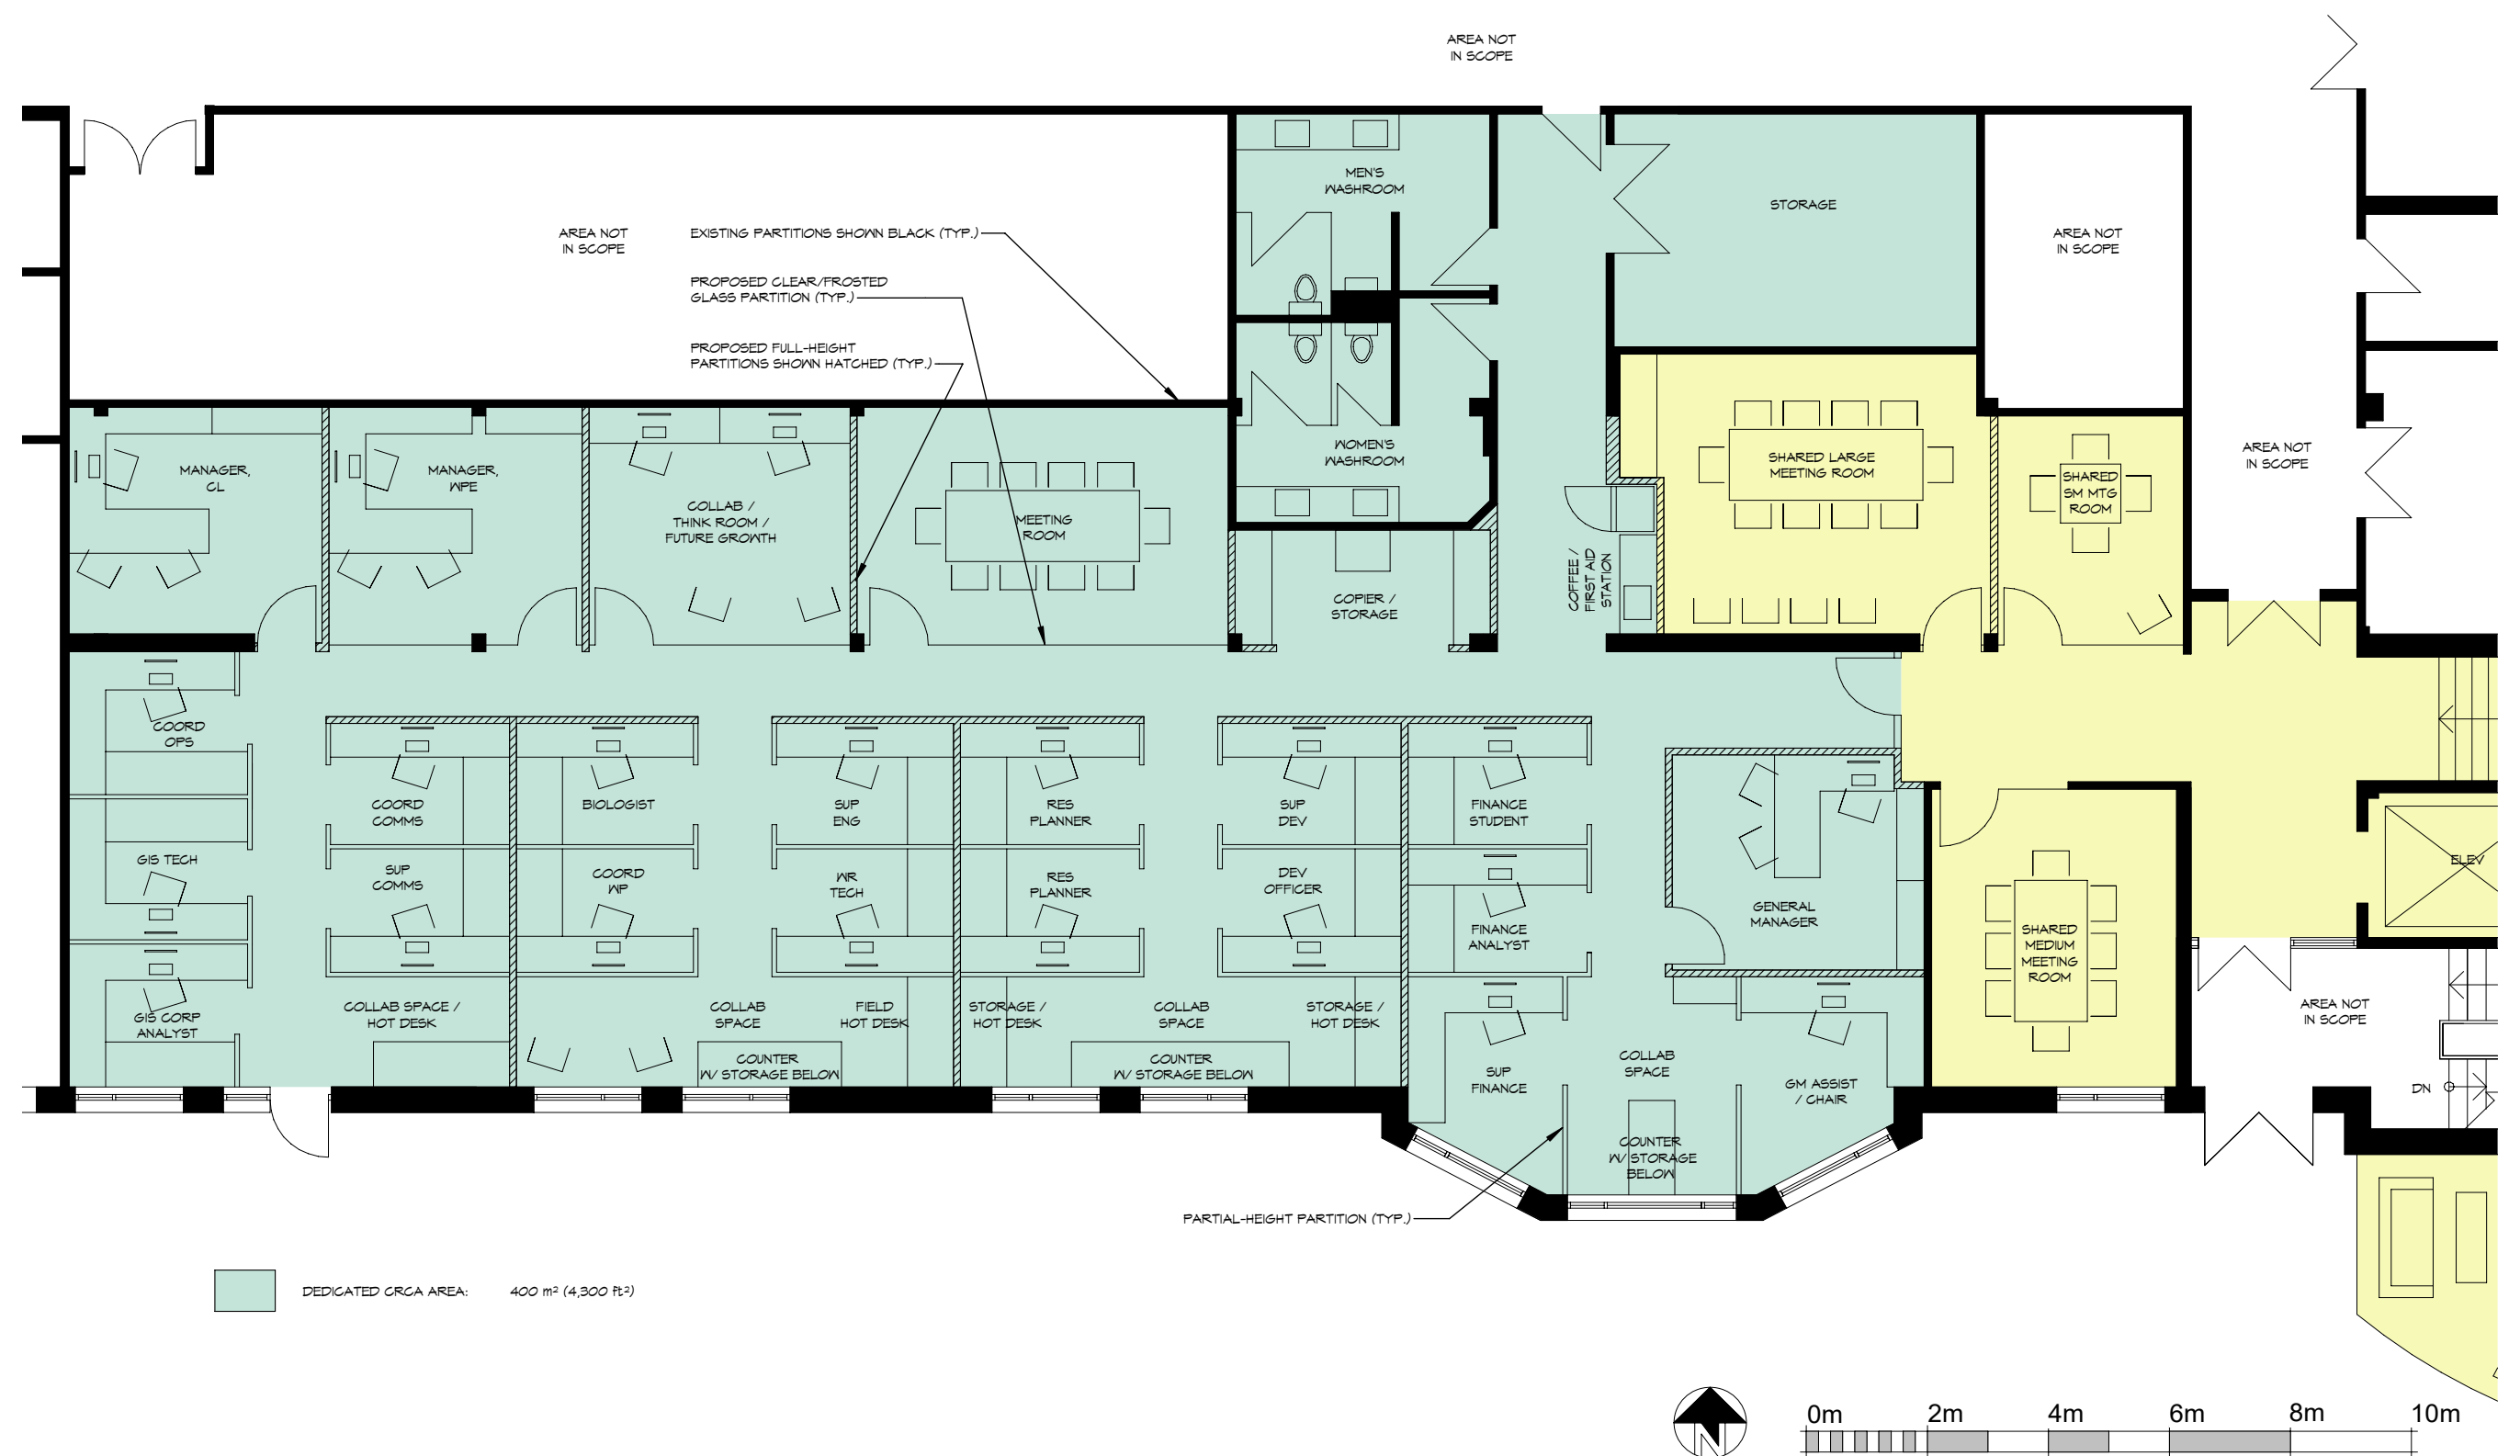 AREA NOT
IN SCOPE
MEN'S
WASHROOM
STORAGE
AREA NOT
IN SCOPE
EXISTING PARTITIONS SHOWN BLACK (TYP.)
AREA NOT
IN SCOPE
PROPOSED CLEAR/FROSTED
GLASS PARTITION (TYP.)
PROPOSED FULL-HEIGHT
PARTITIONS SHOWN HATCHED (TYP.)
MANAGER,
CL
MANAGER,
WPE
COLLAB /
THINK ROOM /
FUTURE GROWTH
MEETING
ROOM
WOMEN'S
WASHROOM
SHARED LARGE
MEETING ROOM
SHARED
SM MTG
ROOM
AREA NOT
IN SCOPE
COPIER /
STORAGE
COFFEE /
FIRST AID
STATION
COORD
OPS
COORD
COMMS
BIOLOGIST
SUP
ENG
RES
PLANNER
SUP
DEV
FINANCE
STUDENT
GIS TECH
SUP
COMMS
COORD
WP
WR
TECH
RES
PLANNER
DEV
OFFICER
FINANCE
ANALYST
GENERAL
MANAGER
SHARED
MEDIUM
MEETING
ROOM
ELEV
GIS CORP
ANALYST
COLLAB SPACE /
HOT DESK
COLLAB
SPACE
FIELD
HOT DESK
STORAGE /
HOT DESK
COLLAB
SPACE
STORAGE /
HOT DESK
AREA NOT
IN SCOPE
COUNTER
W/ STORAGE BELOW
COUNTER
W/ STORAGE BELOW
SUP
FINANCE
COLLAB
SPACE
GM ASSIST
/ CHAIR
DN
COUNTER
W/ STORAGE
BELOW
PARTIAL-HEIGHT PARTITION (TYP.)
DEDICATED CRCA AREA: 400 m² (4,300 ft²)
N
0m 2m 4m 6m 8m 10m